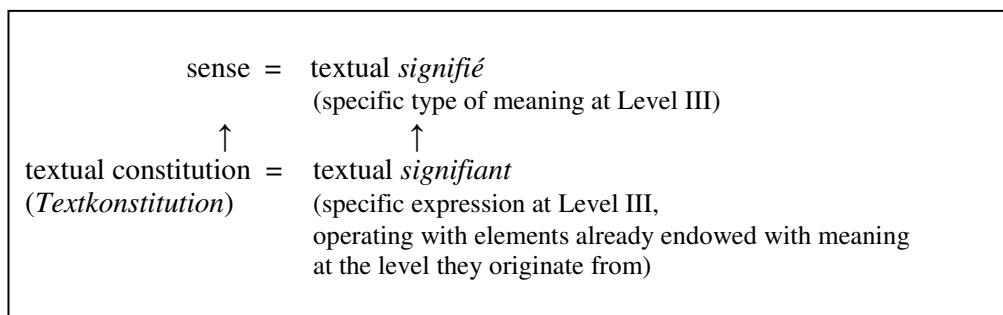 sense = textual signifié
(specific type of meaning at Level III)
↑ ↑
textual constitution = textual signifiant
(Textkonstitution) (specific expression at Level III,
operating with elements already endowed with meaning
at the level they originate from)